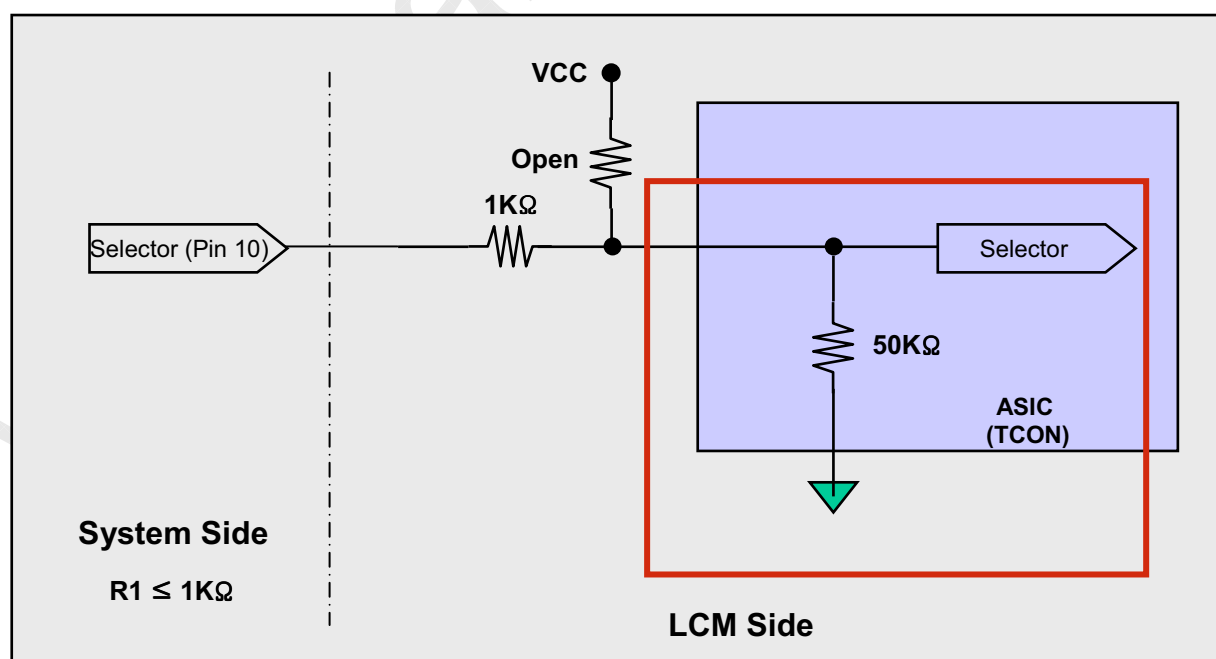 VCC
Open
1KΩ
Selector (Pin 10)
Selector
50KΩ
ASIC
(TCON)
System Side
R1 ≤ 1KΩ
LCM Side